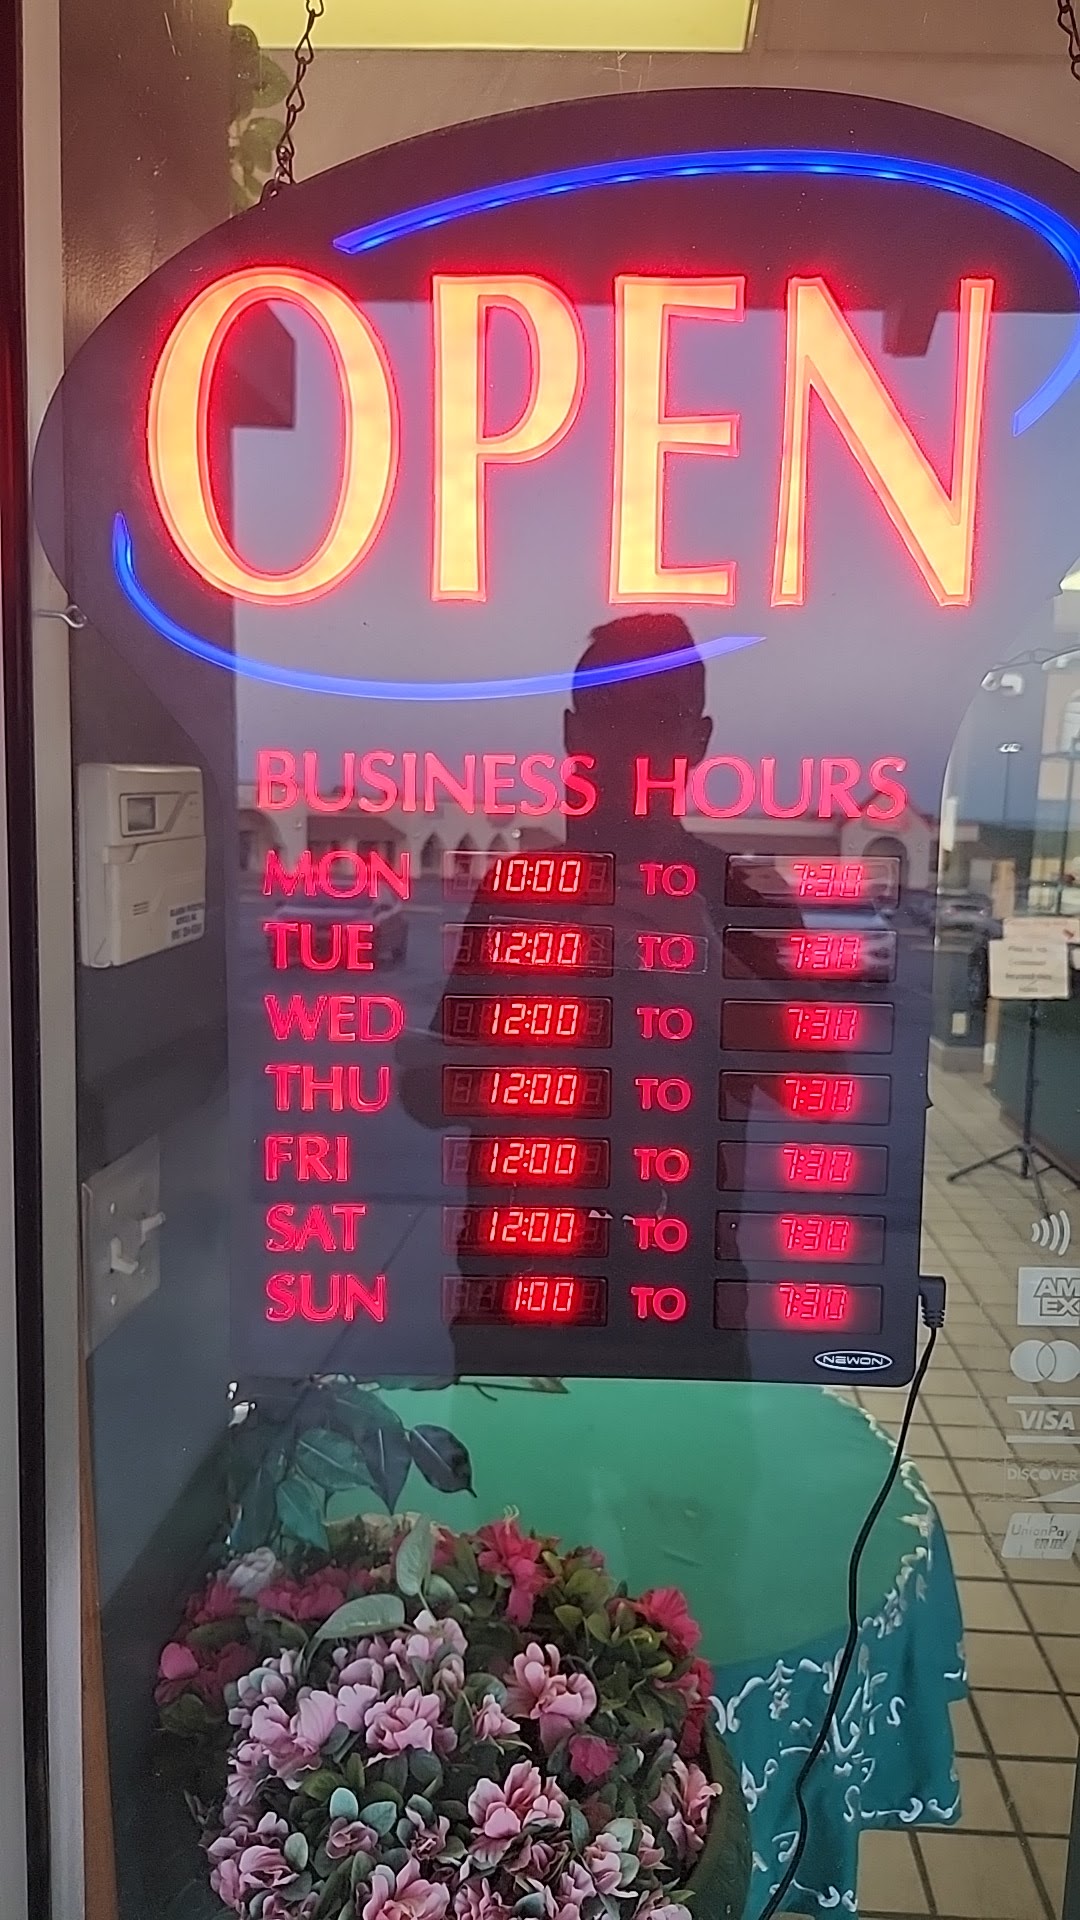 OPEN
BUSINESS HOURS
MON 10:00 TO 7:30
TUE 12:00 TO 7:30
WED 12:00 TO 7:30
THU 12:00 TO 7:30
FRI 12:00 TO 7:30
SAT 12:00 TO 7:30
SUN 1:00 TO 7:30
NEWON
AM
EX
VISA
DISCOVER
UnionPay